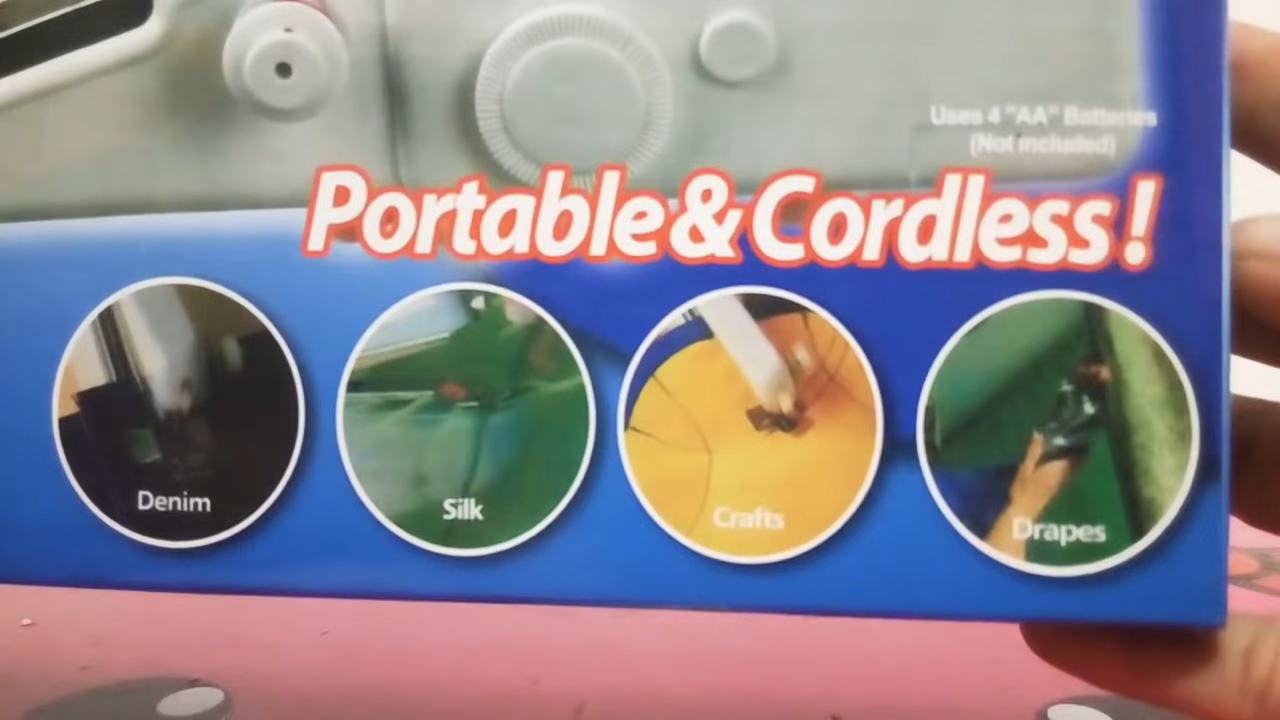 Uses 4 "AA" Batteries
(Not included)
Portable & Cordless!
Denim
Silk
Crafts
Drapes